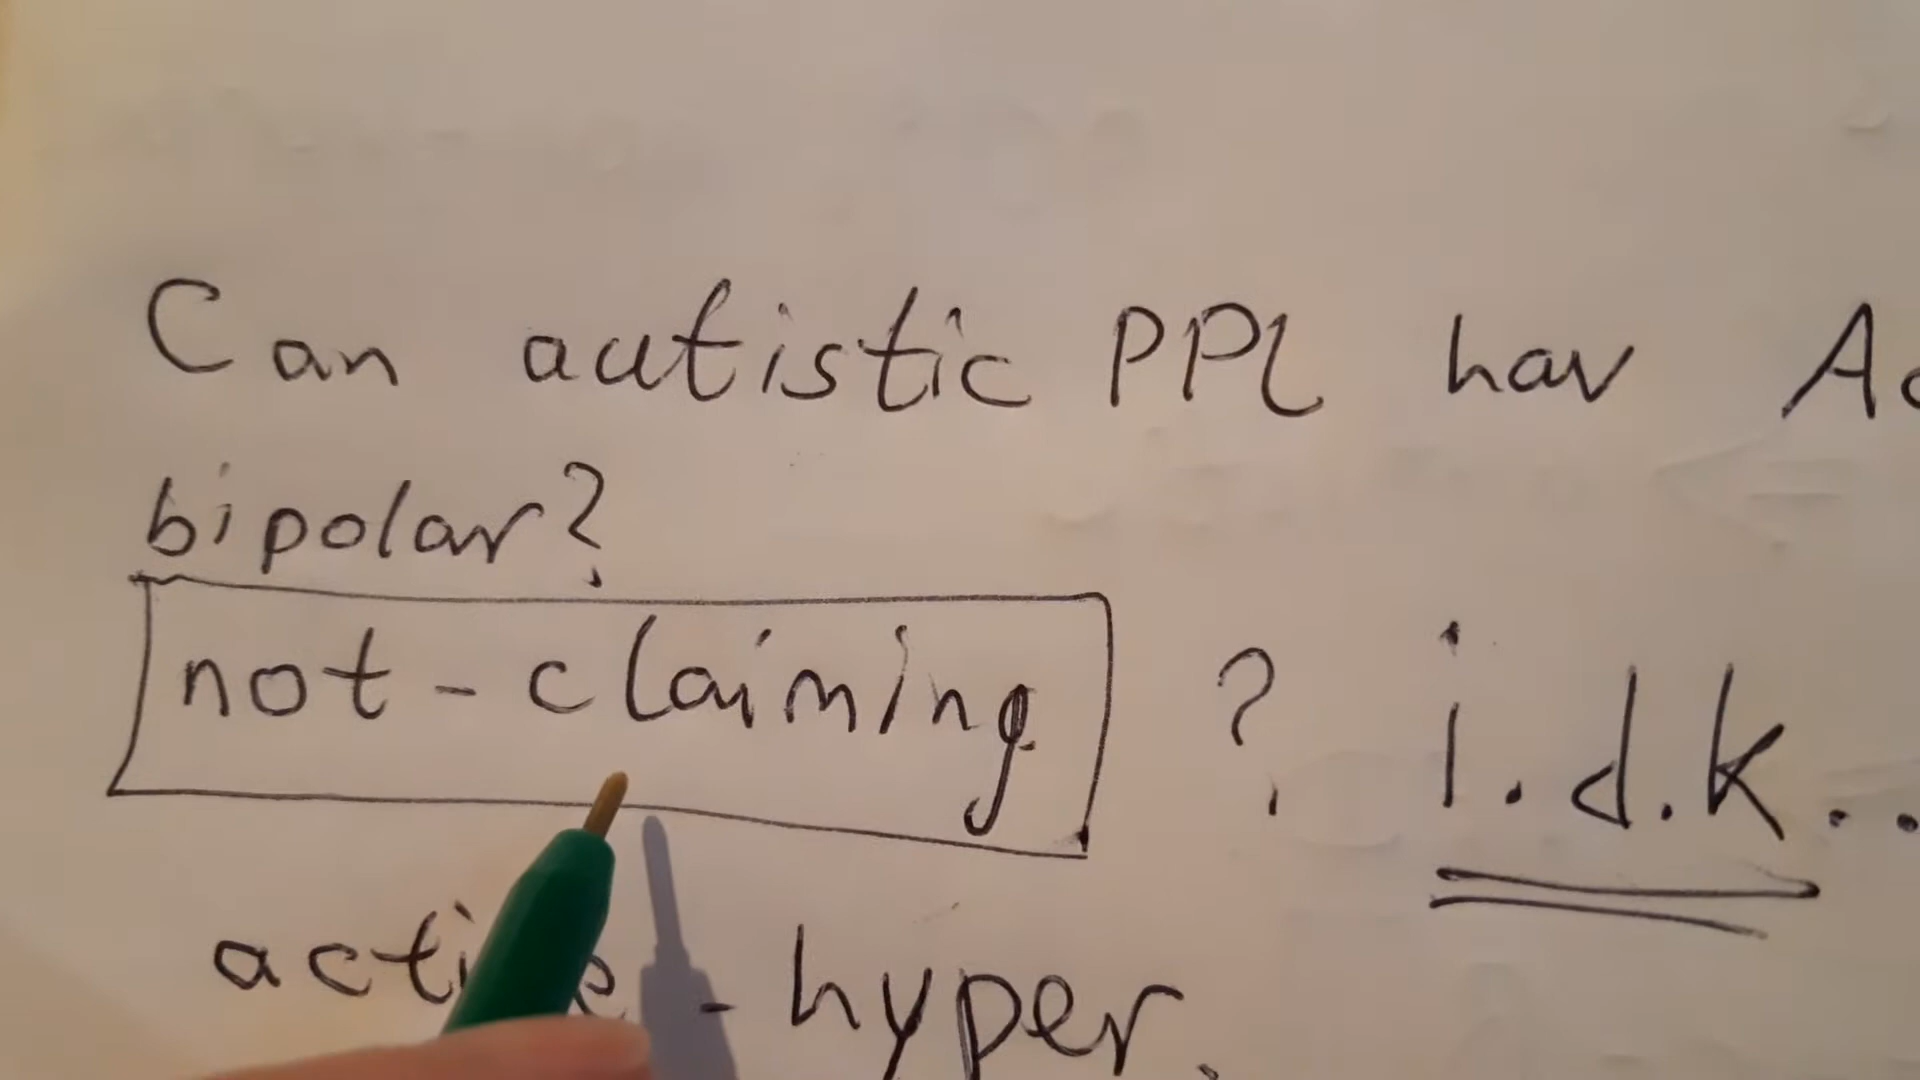 Can autistic PPL hav
bipolar?
not-claiming ? i.d.k..
- hyper.